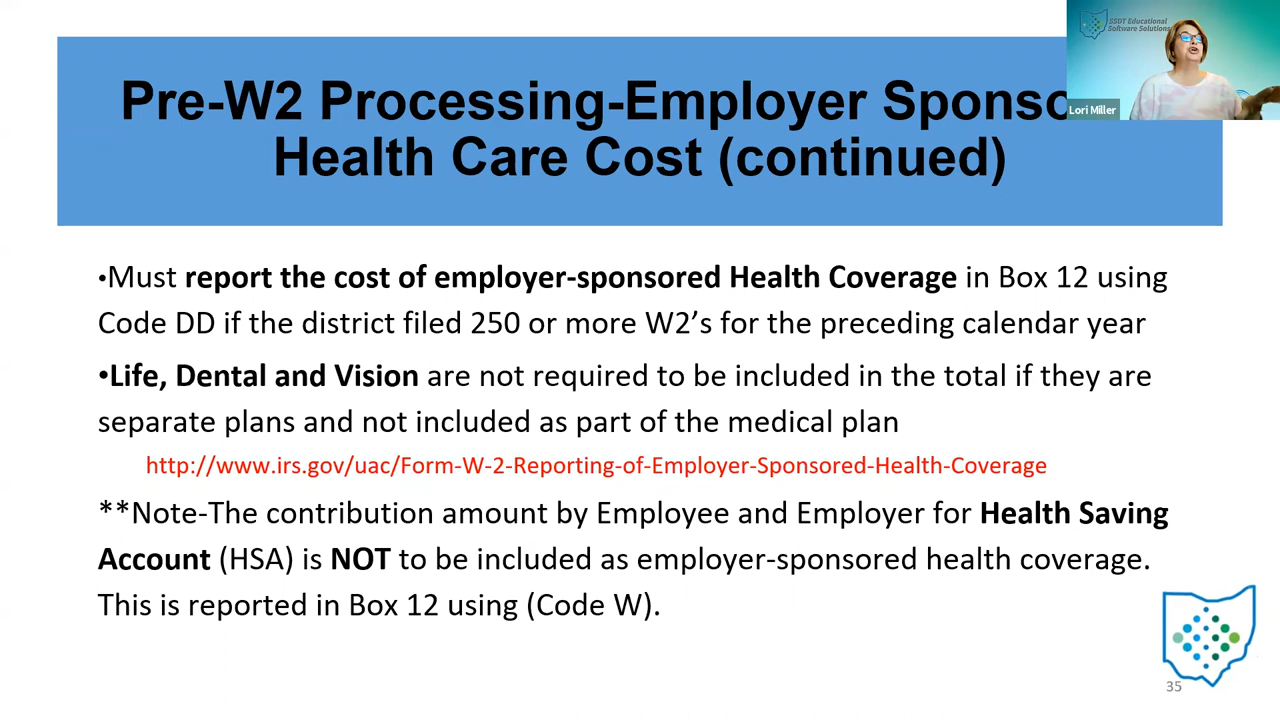 SSDT Educational
Software Solutions
Lori Miller
Pre-W2 Processing-Employer Sponso
Health Care Cost (continued)
•Must report the cost of employer-sponsored Health Coverage in Box 12 using
Code DD if the district filed 250 or more W2’s for the preceding calendar year
•Life, Dental and Vision are not required to be included in the total if they are
separate plans and not included as part of the medical plan
http://www.irs.gov/uac/Form-W-2-Reporting-of-Employer-Sponsored-Health-Coverage
**Note-The contribution amount by Employee and Employer for Health Saving
Account (HSA) is NOT to be included as employer-sponsored health coverage.
This is reported in Box 12 using (Code W).
35